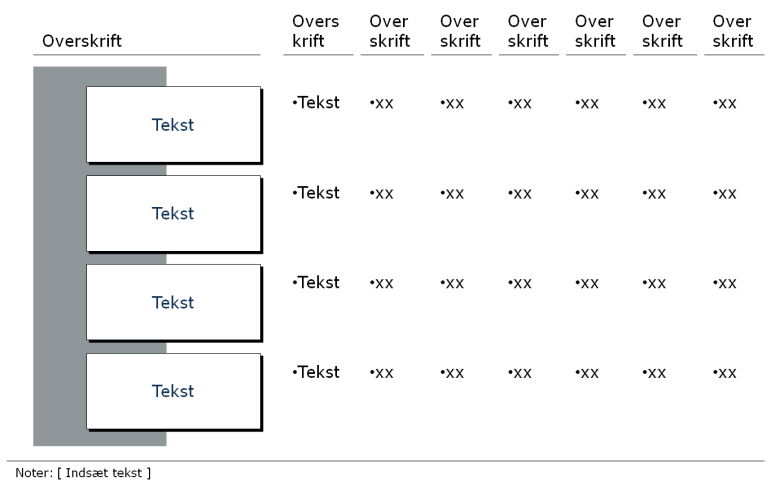 Overskrift
Overs
krift
Over
skrift
Over
skrift
Over
skrift
Over
skrift
Over
skrift
Over
skrift
Tekst
•Tekst •xx •xx •xx •xx •xx •xx
Tekst
•Tekst •xx •xx •xx •xx •xx •xx
Tekst
•Tekst •xx •xx •xx •xx •xx •xx
Tekst
•Tekst •xx •xx •xx •xx •xx •xx
Noter: [ Indsæt tekst ]